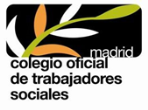 madrid
colegio oficial
de trabajadores
sociales